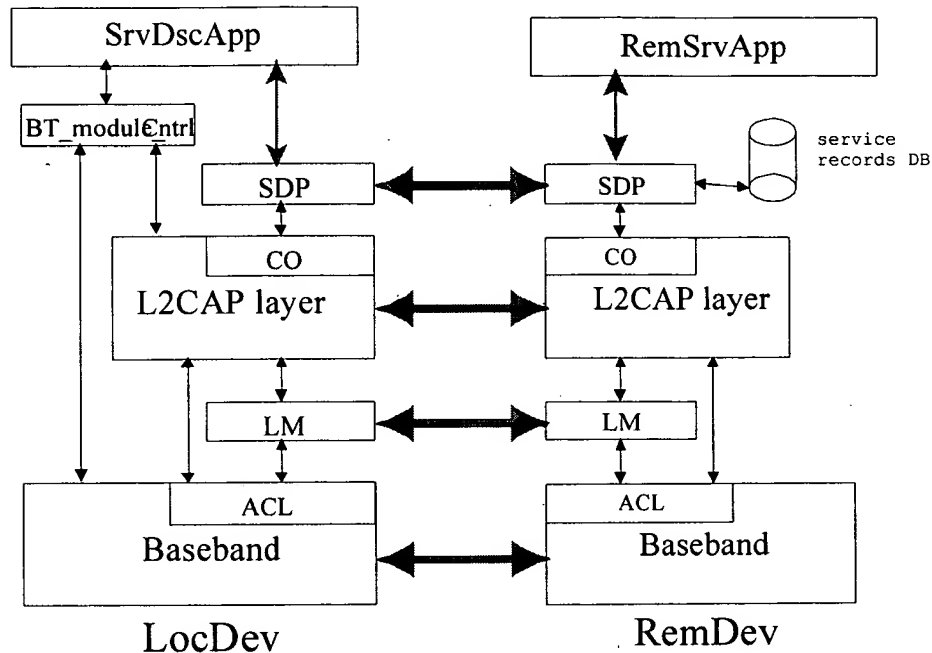 SrvDscApp
RemSrvApp
BT_module_Cntrl
service
records DB
SDP
SDP
CO
CO
L2CAP layer
L2CAP layer
LM
LM
ACL
ACL
Baseband
Baseband
LocDev
RemDev